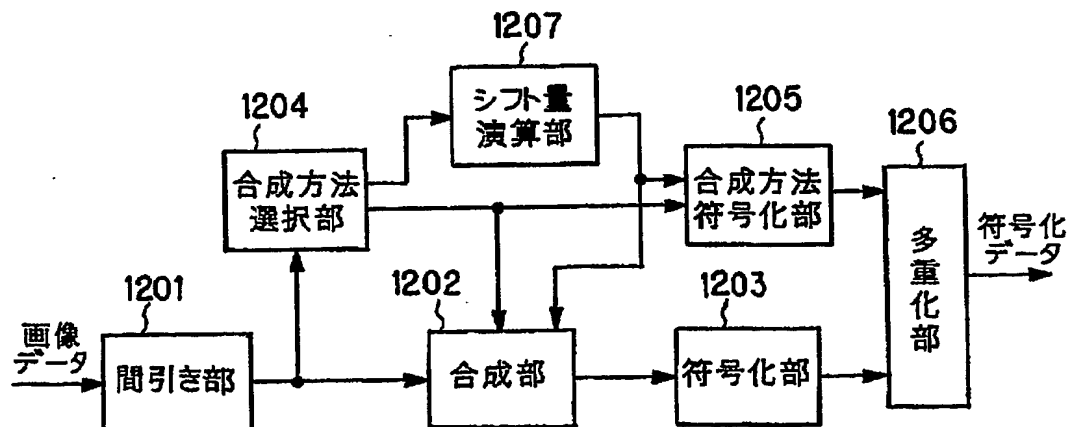 1207
シフト量
演算部
1204
合成方法
選択部
1205
合成方法
符号化部
1206
多重化部
符号化
データ
1201
画像
データ
間引き部
1202
合成部
1203
符号化部